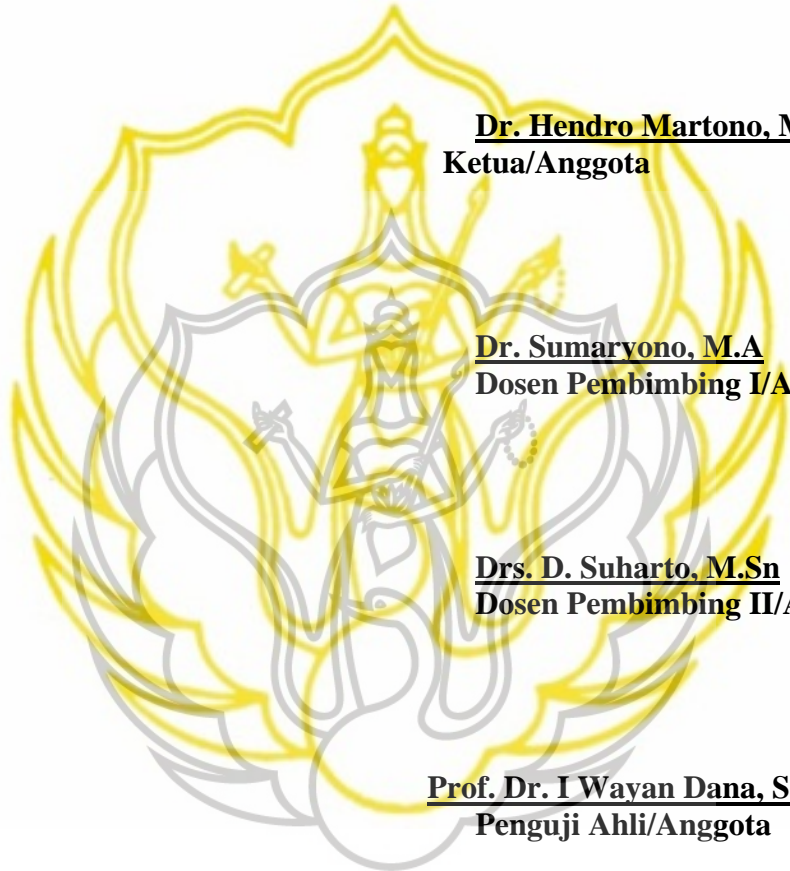 Dr. Hendro Martono, M
Ketua/Anggota
Dr. Sumaryono, M.A
Dosen Pembimbing I/A
Drs. D. Suharto, M.Sn
Dosen Pembimbing II/A
Prof. Dr. I Wayan Dana, S
Penguji Ahli/Anggota